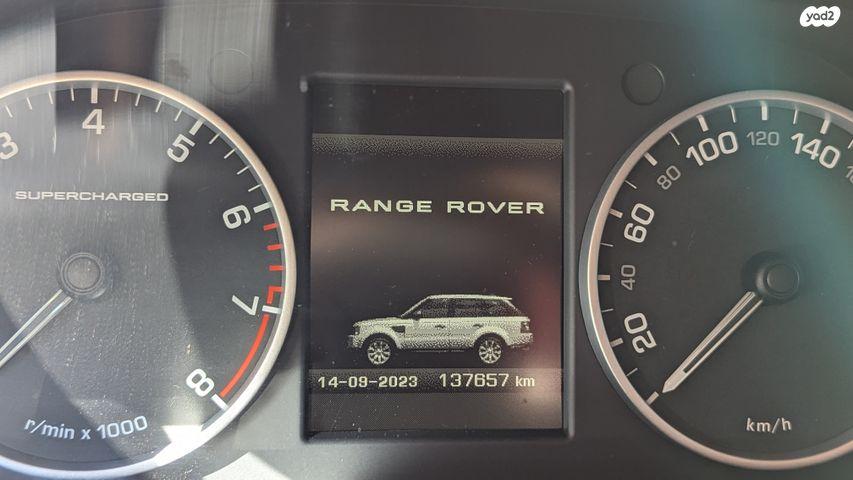 yad2
3
4
5
6
7
8
SUPERCHARGED
r/min x 1000
RANGE ROVER
14-09-2023 137657 km
20
40
60
80
100
120
140
km/h